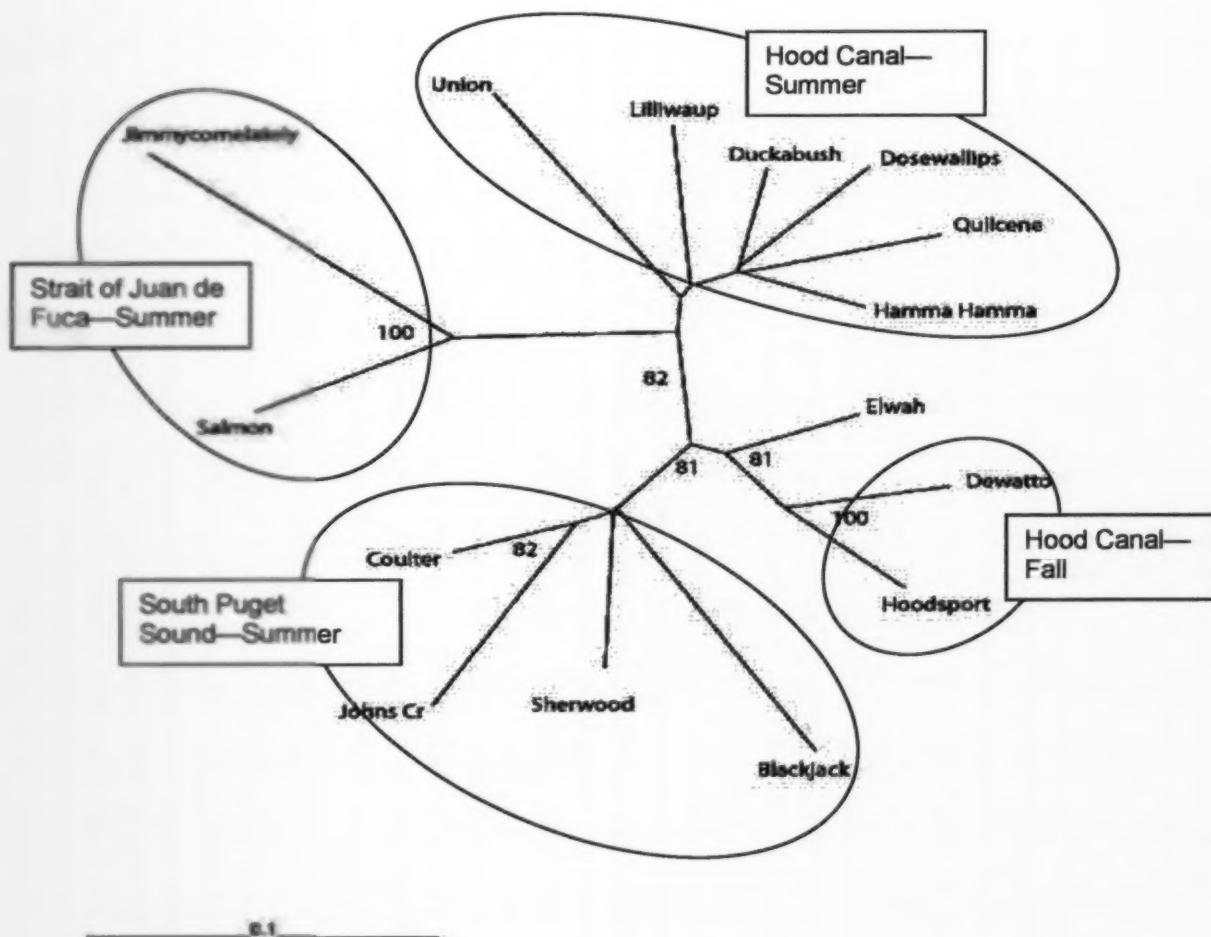 Hood Canal—
Summer
Union
Lilliwaup
Jimmycomelately
Duckabush
Dosewallips
Quilcene
Strait of Juan de
Fuca—Summer
Hamma Hamma
100
82
Elwah
Salmon
81
81
Dewatto
100
Hood Canal—
Fall
Coulter
82
South Puget
Sound—Summer
Hoodsport
Johns Cr
Sherwood
Blackjack
0.1